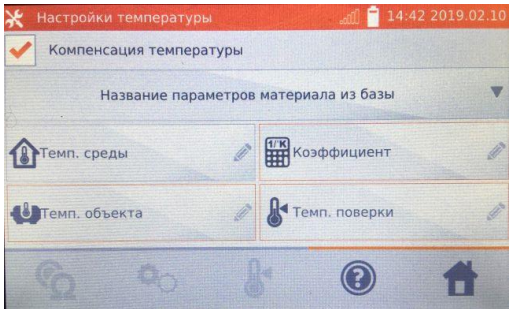 Настройки температуры 14:42 2019.02.10
Компенсация температуры
Название параметров материала из базы
Темп. среды
1/°K
Коэффициент
Темп. объекта
Темп. поверки
?